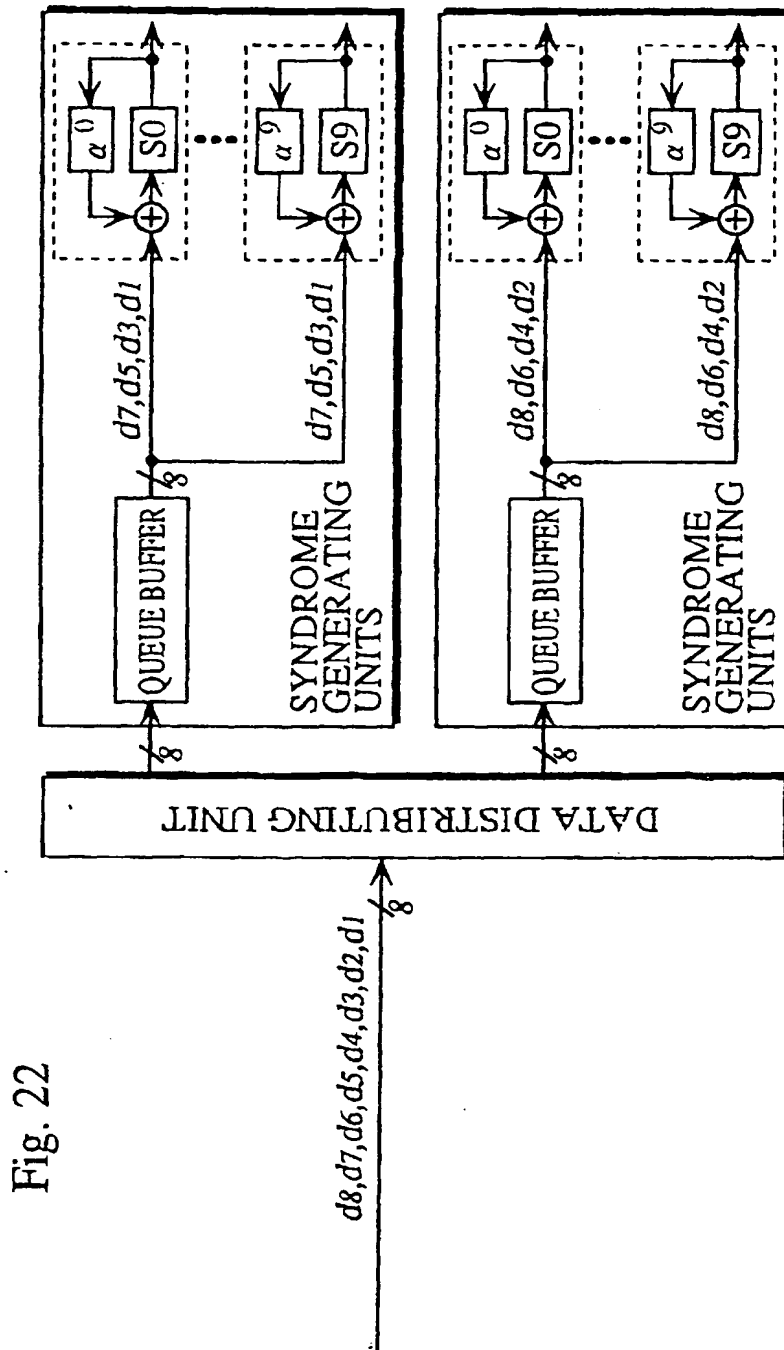 Fig. 22
d8,d7,d6,d5,d4,d3,d2,d1
8
DATA DISTRIBUTING UNIT
8
QUEUE BUFFER
8
d7,d5,d3,d1
d7,d5,d3,d1
α⁰
S0
α⁹
S9
SYNDROME
GENERATING
UNITS
8
QUEUE BUFFER
8
d8,d6,d4,d2
d8,d6,d4,d2
α⁰
S0
α⁹
S9
SYNDROME
GENERATING
UNITS